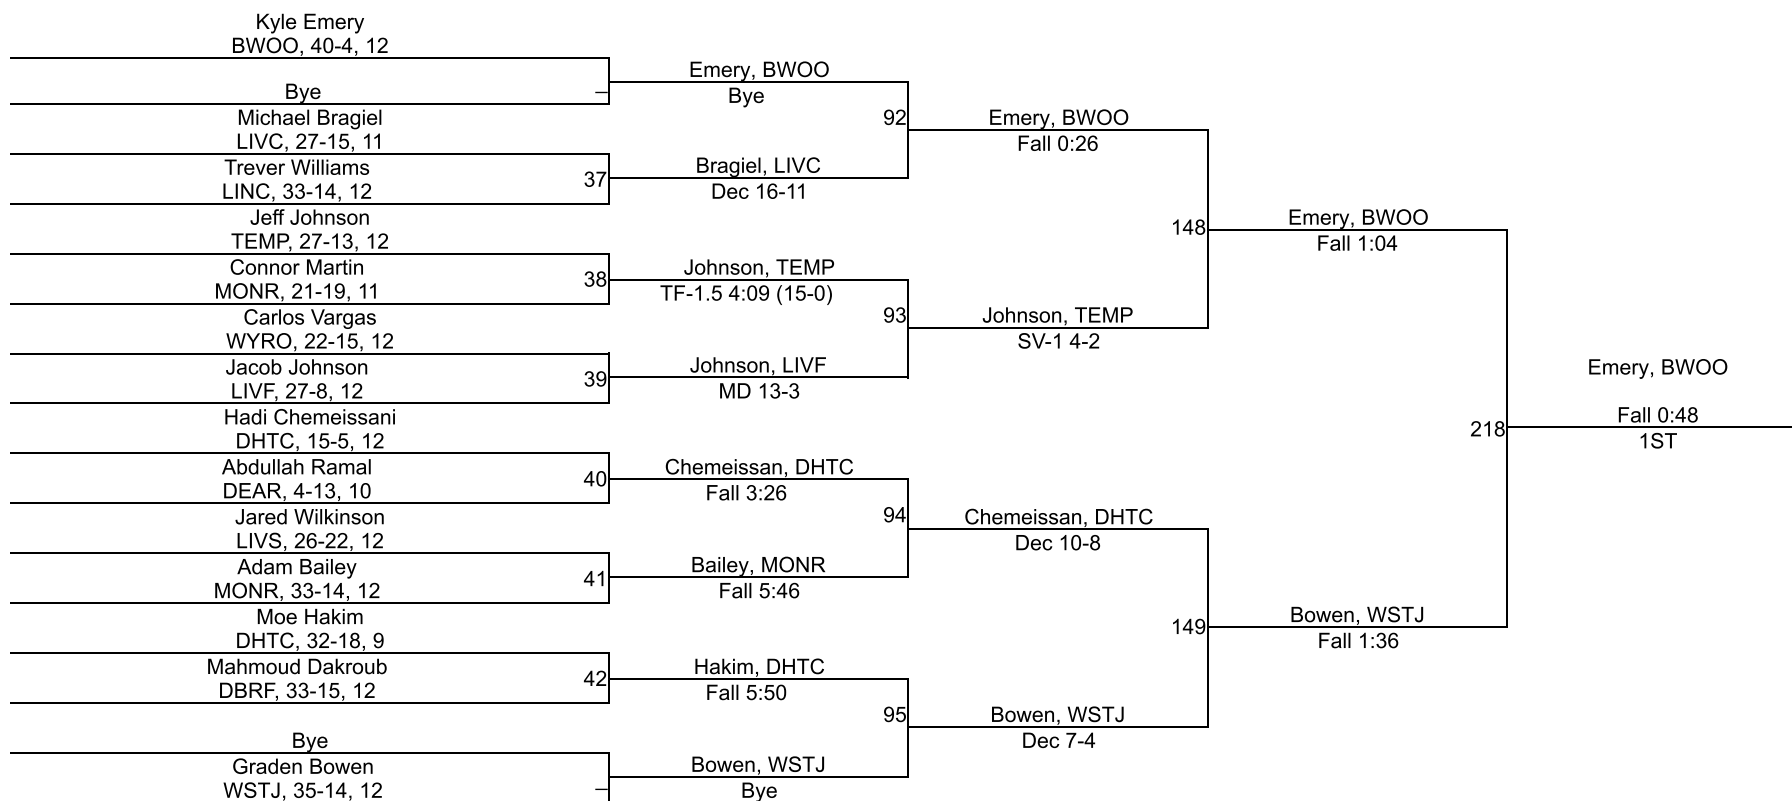 Kyle Emery
BWOO, 40-4, 12
Bye
–
Michael Bragiel
LIVC, 27-15, 11
Trever Williams
LINC, 33-14, 12
37
Jeff Johnson
TEMP, 27-13, 12
Connor Martin
MONR, 21-19, 11
38
Carlos Vargas
WYRO, 22-15, 12
Jacob Johnson
LIVF, 27-8, 12
39
Hadi Chemeissani
DHTC, 15-5, 12
Abdullah Ramal
DEAR, 4-13, 10
40
Jared Wilkinson
LIVS, 26-22, 12
Adam Bailey
MONR, 33-14, 12
41
Moe Hakim
DHTC, 32-18, 9
Mahmoud Dakroub
DBRF, 33-15, 12
42
Bye
Graden Bowen
WSTJ, 35-14, 12
–
Emery, BWOO
Bye
92
Bragiel, LIVC
Dec 16-11
Johnson, TEMP
TF-1.5 4:09 (15-0)
93
Johnson, LIVF
MD 13-3
Chemeissan, DHTC
Fall 3:26
94
Bailey, MONR
Fall 5:46
Hakim, DHTC
Fall 5:50
95
Bowen, WSTJ
Bye
Emery, BWOO
Fall 0:26
148
Johnson, TEMP
SV-1 4-2
Chemeissan, DHTC
Dec 10-8
149
Bowen, WSTJ
Dec 7-4
Emery, BWOO
Fall 1:04
218
Bowen, WSTJ
Fall 1:36
Emery, BWOO
Fall 0:48
1ST